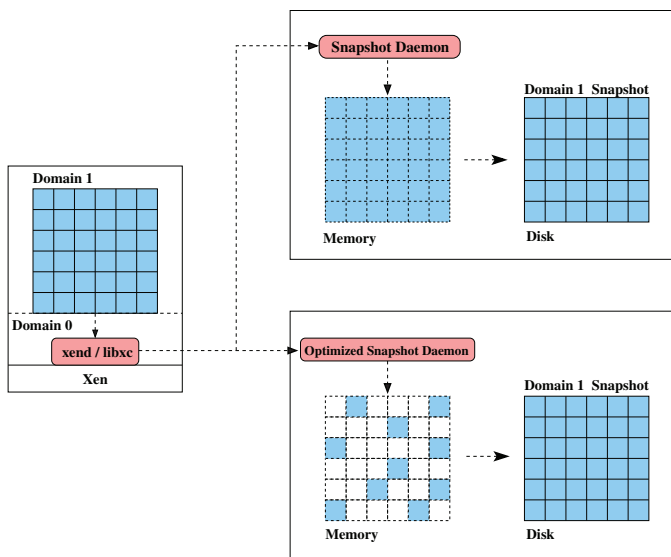 Snapshot Daemon
Domain 1 Snapshot
Memory
Disk
Domain 1
Domain 0
xend / libxc
Xen
Optimized Snapshot Daemon
Domain 1 Snapshot
Memory
Disk